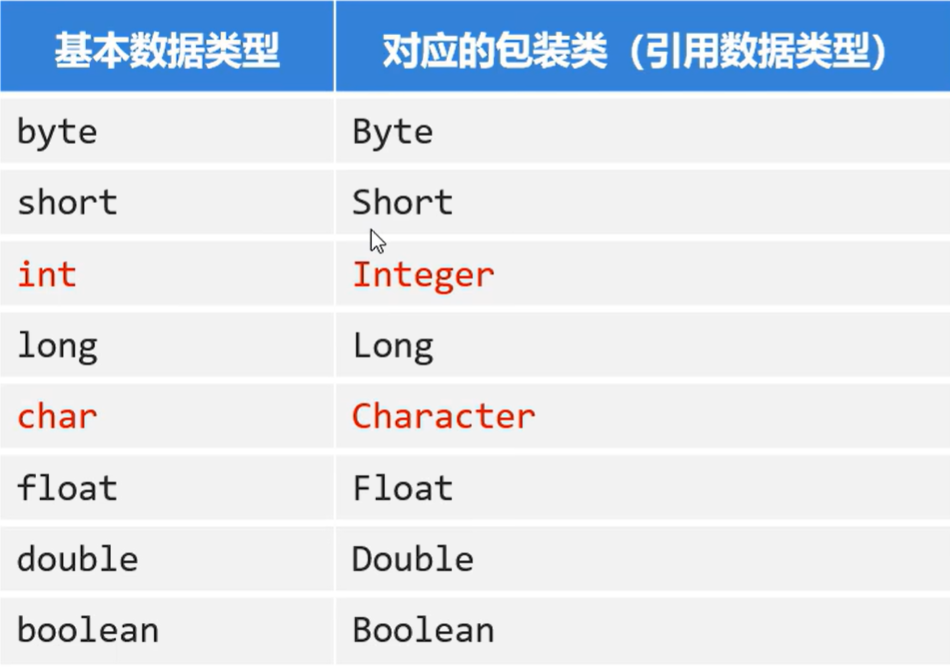 基本数据类型 对应的包装类（引用数据类型）
byte Byte
short Short
int Integer
long Long
char Character
float Float
double Double
boolean Boolean